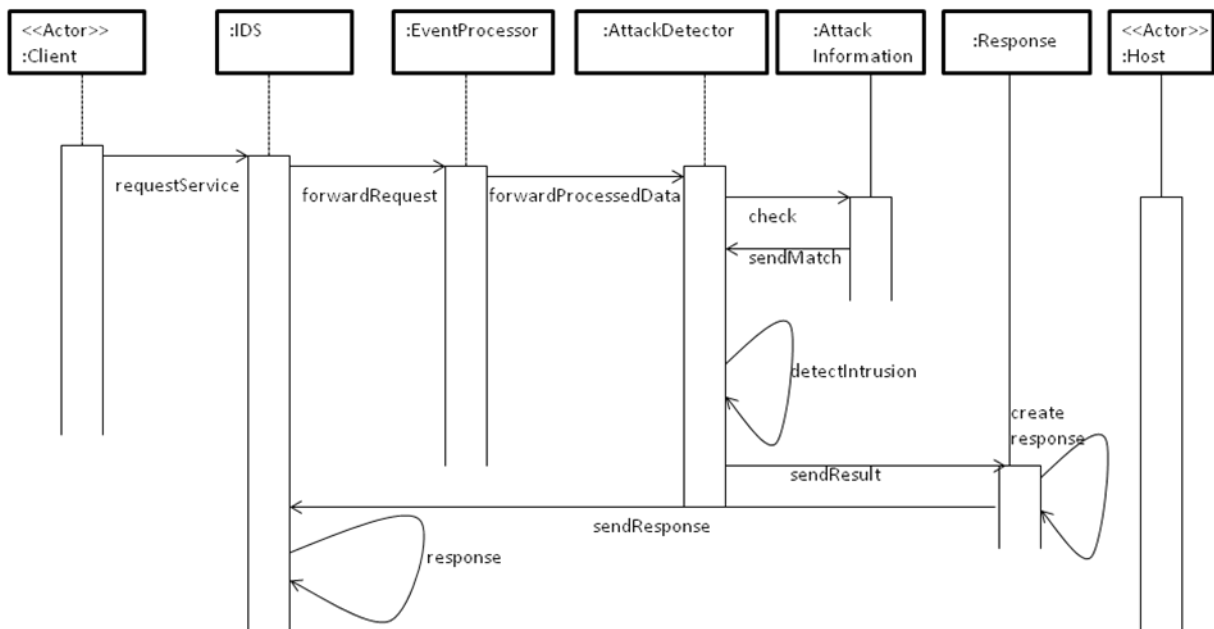 <<Actor>>
:Client
:IDS
:EventProcessor
:AttackDetector
:Attack
Information
:Response
<<Actor>>
:Host
requestService
forwardRequest
forwardProcessedData
check
sendMatch
detectIntrusion
create
response
sendResult
sendResponse
response